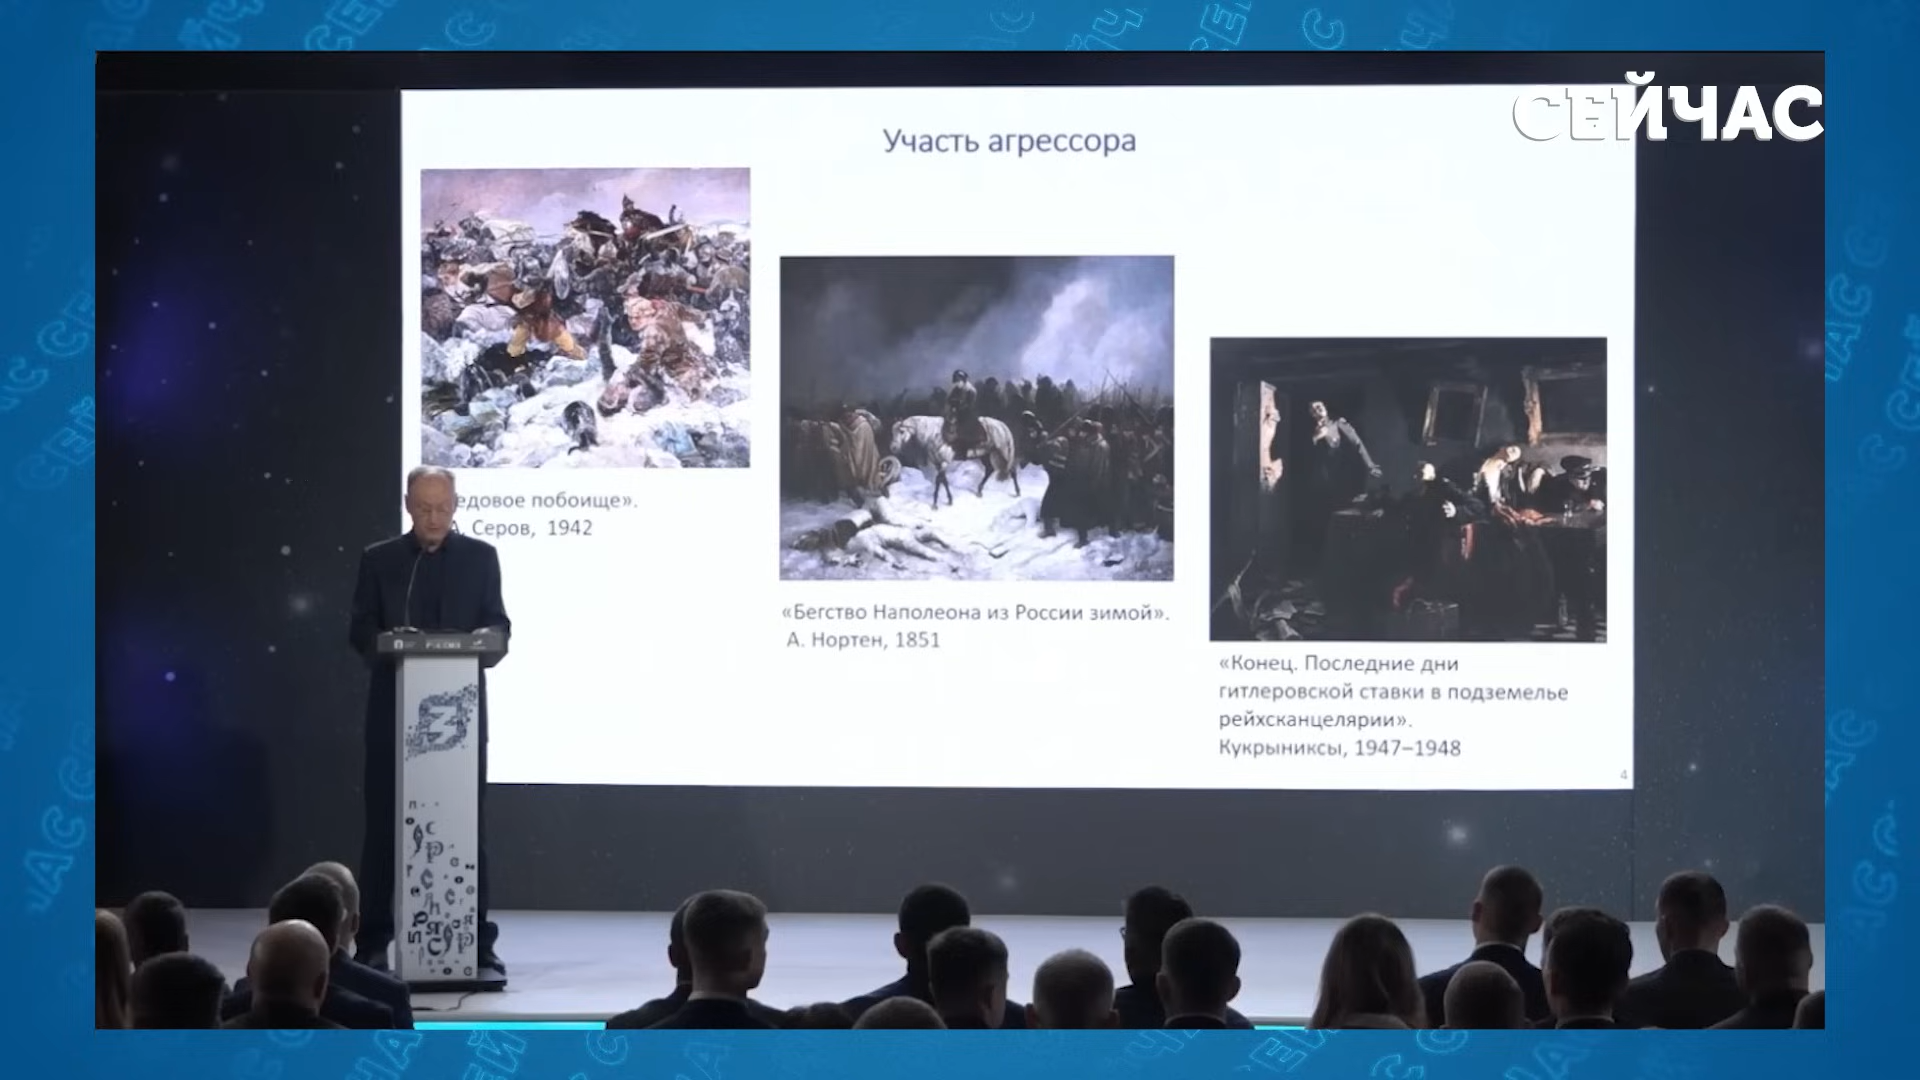 СЕЙЧАС
Участь агрессора
едовое побоище».
А. Серов, 1942
«Бегство Наполеона из России зимой».
А. Нортен, 1851
«Конец. Последние дни
гитлеровской ставки в подземелье
рейхсканцелярии».
Кукрыниксы, 1947–1948
4